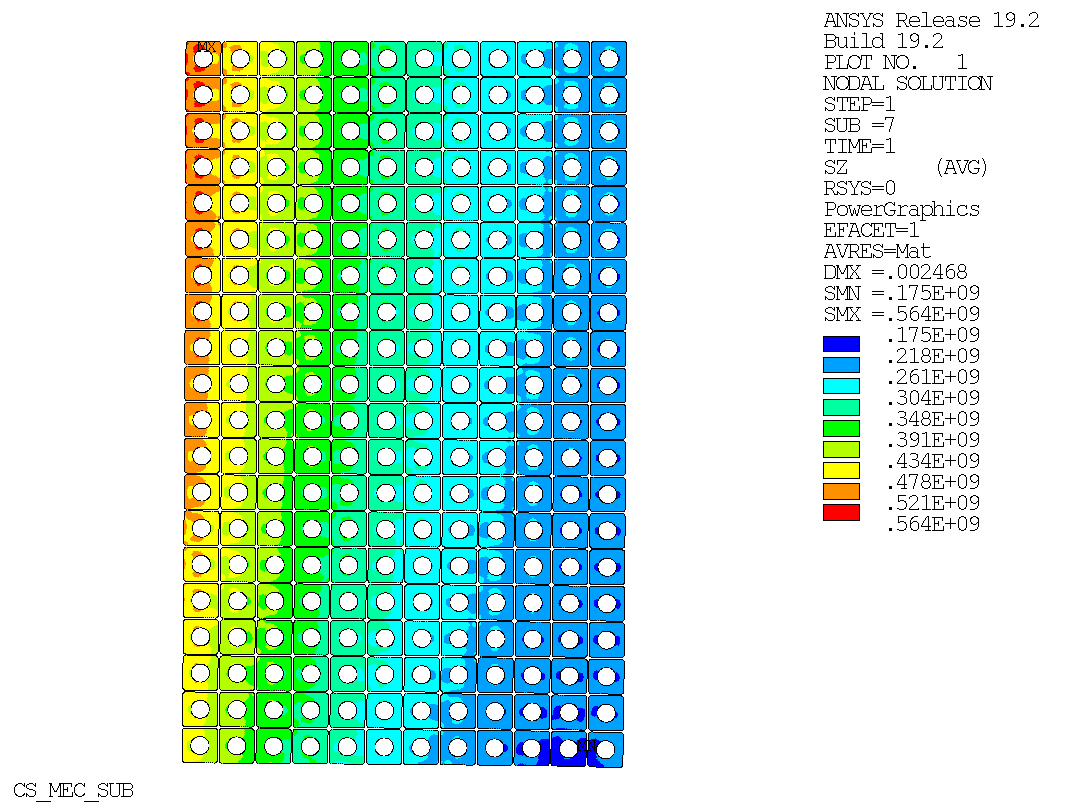 ANSYS Release 19.2
Build 19.2
PLOT NO.   1
NODAL SOLUTION
STEP=1
SUB =7
TIME=1
SZ       (AVG)
RSYS=0
PowerGraphics
EFACET=1
AVRES=Mat
DMX =.002468
SMN =.175E+09
SMX =.564E+09
.175E+09
.218E+09
.261E+09
.304E+09
.348E+09
.391E+09
.434E+09
.478E+09
.521E+09
.564E+09
MX
CS_MEC_SUB